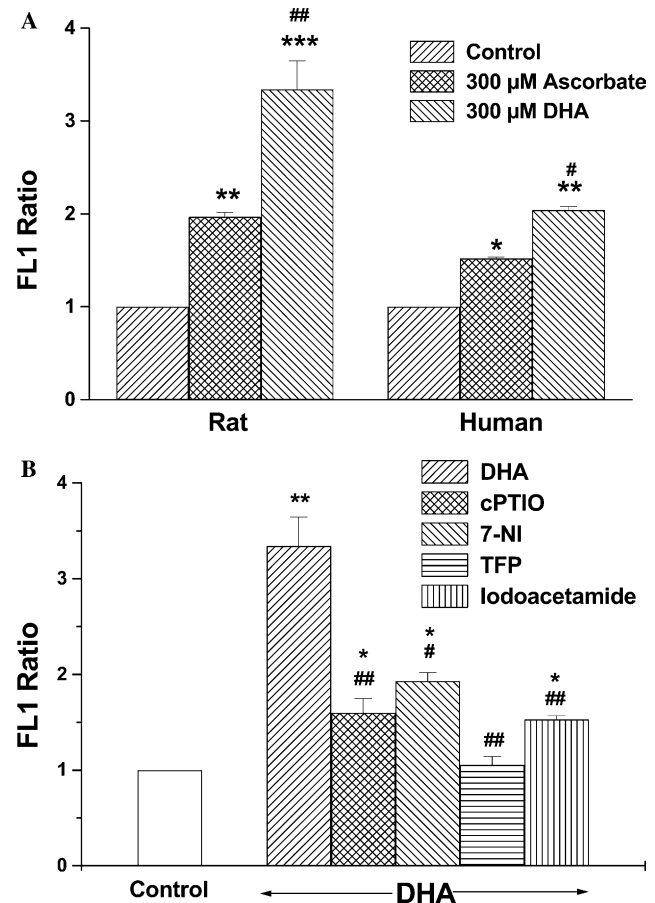 A
FL1 Ratio
4
3
2
1
0
Control
300 μM Ascorbate
300 μM DHA
**
##
***
*
#
**
Rat Human
B
FL1 Ratio
4
3
2
1
0
DHA
cPTIO
7-NI
TFP
Iodoacetamide
**
*
##
*
#
##
*
##
Control DHA